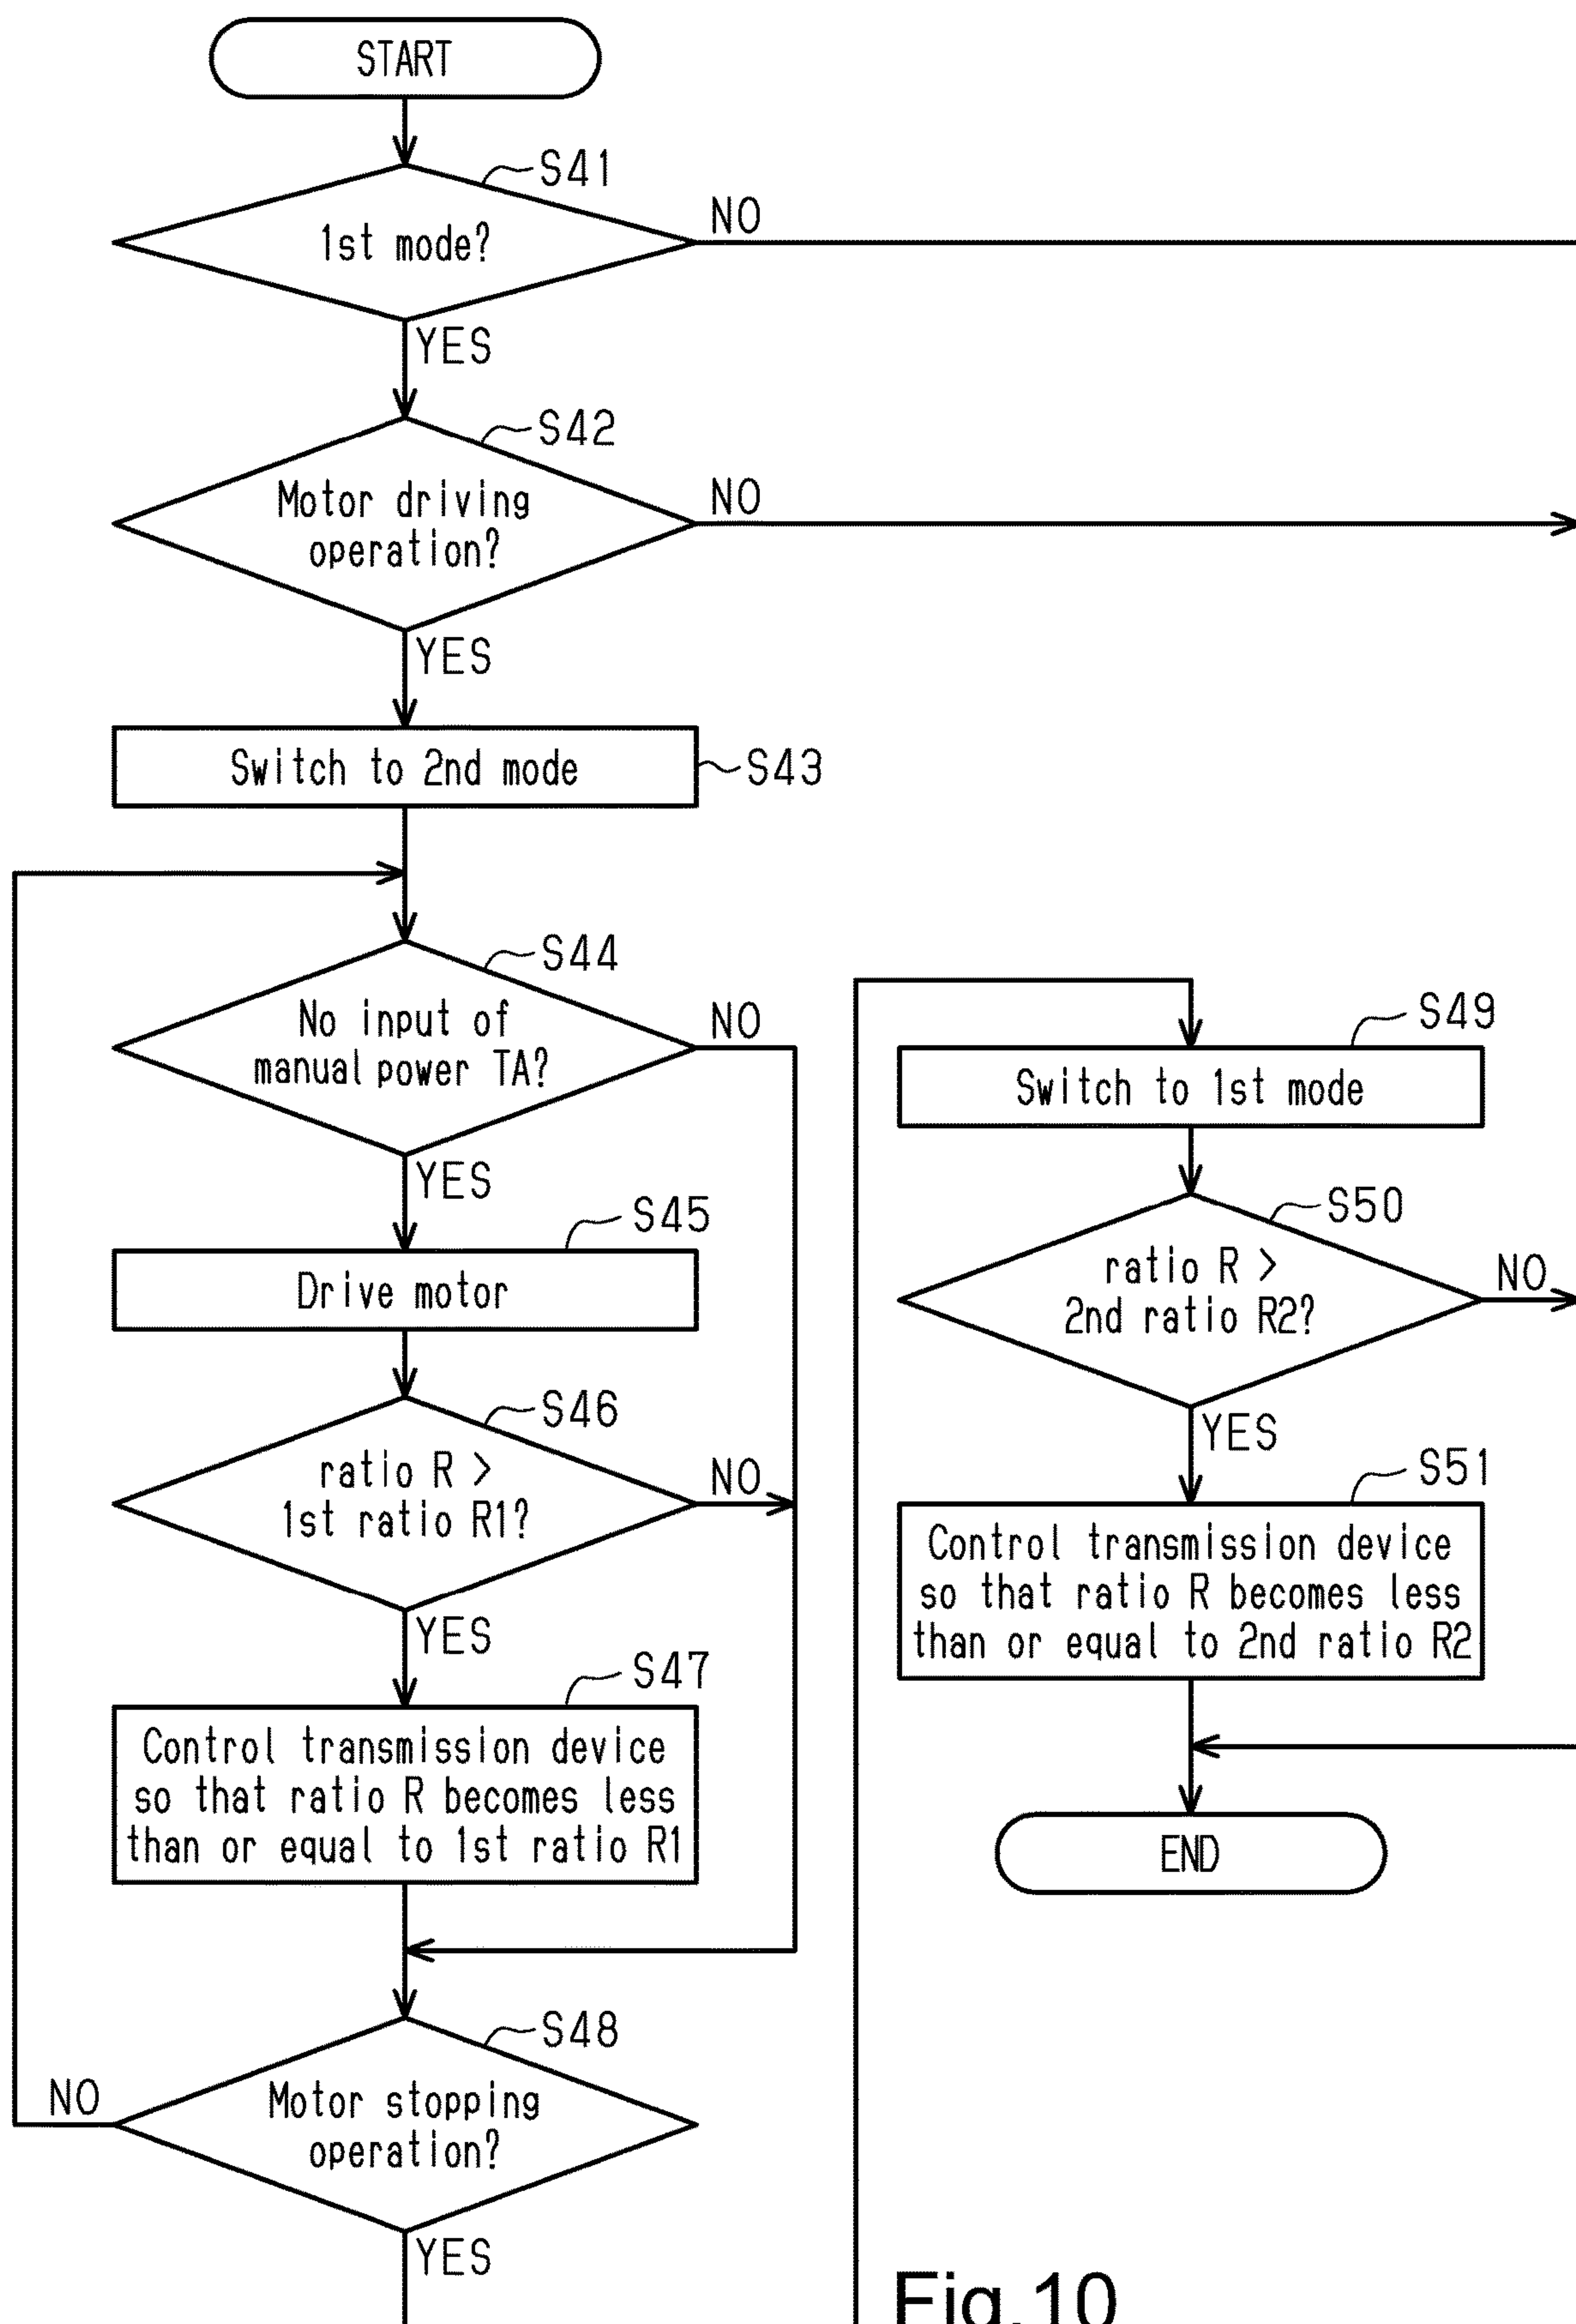 START
S41
1st mode?
NO
YES
S42
Motor driving
operation?
NO
YES
Switch to 2nd mode
S43
S44
No input of
manual power TA?
NO
YES
S45
Drive motor
S46
ratio R >
1st ratio R1?
NO
YES
S47
Control transmission device
so that ratio R becomes less
than or equal to 1st ratio R1
S48
Motor stopping
operation?
NO
YES
S49
Switch to 1st mode
S50
ratio R >
2nd ratio R2?
NO
YES
S51
Control transmission device
so that ratio R becomes less
than or equal to 2nd ratio R2
END
Fig.10